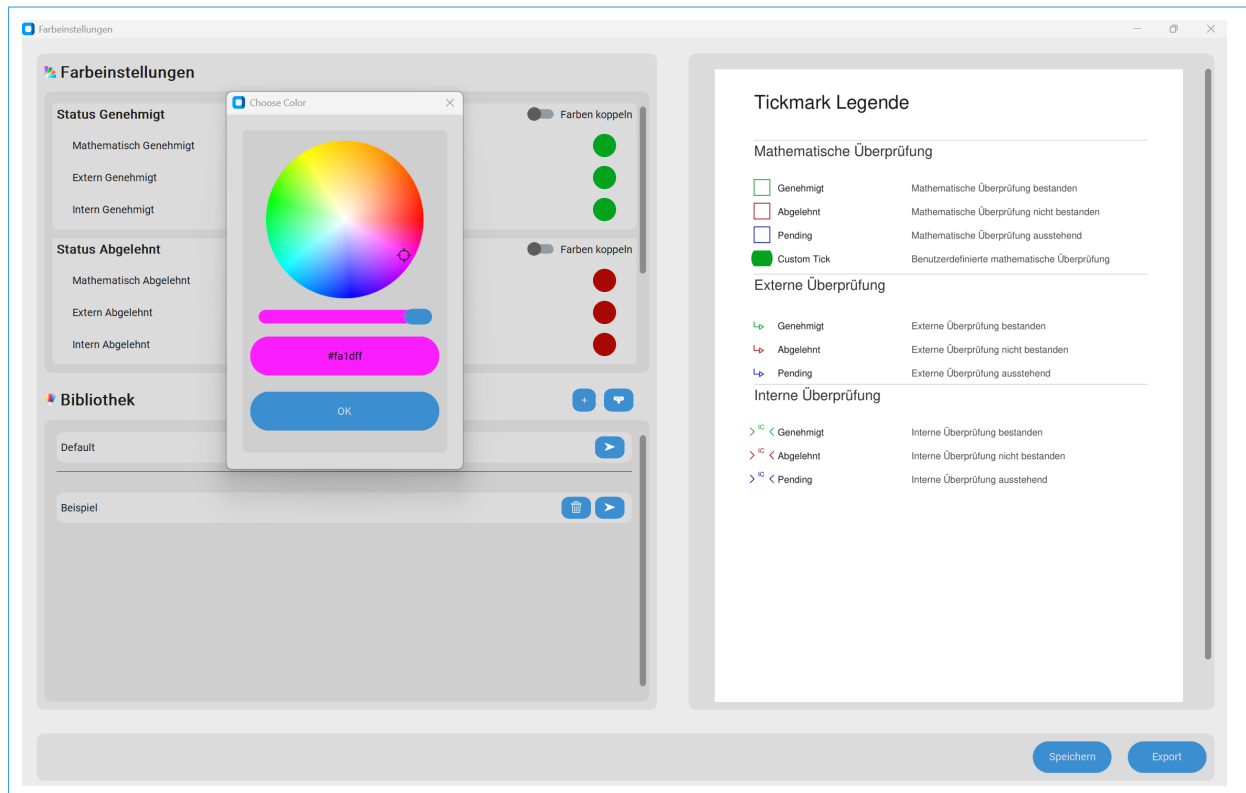 Farbeinstellungen
Farbeinstellungen
Status Genehmigt
Farben koppeln
Mathematisch Genehmigt
Extern Genehmigt
Intern Genehmigt
Status Abgelehnt
Farben koppeln
Mathematisch Abgelehnt
Extern Abgelehnt
Intern Abgelehnt
Choose Color
#fa1dff
OK
Bibliothek
+
Default
Beispiel
Tickmark Legende
Mathematische Überprüfung
Genehmigt Mathematische Überprüfung bestanden
Abgelehnt Mathematische Überprüfung nicht bestanden
Pending Mathematische Überprüfung ausstehend
Custom Tick Benutzerdefinierte mathematische Überprüfung
Externe Überprüfung
Genehmigt Externe Überprüfung bestanden
Abgelehnt Externe Überprüfung nicht bestanden
Pending Externe Überprüfung ausstehend
Interne Überprüfung
IC Genehmigt Interne Überprüfung bestanden
IC Abgelehnt Interne Überprüfung nicht bestanden
IC Pending Interne Überprüfung ausstehend
Speichern Export